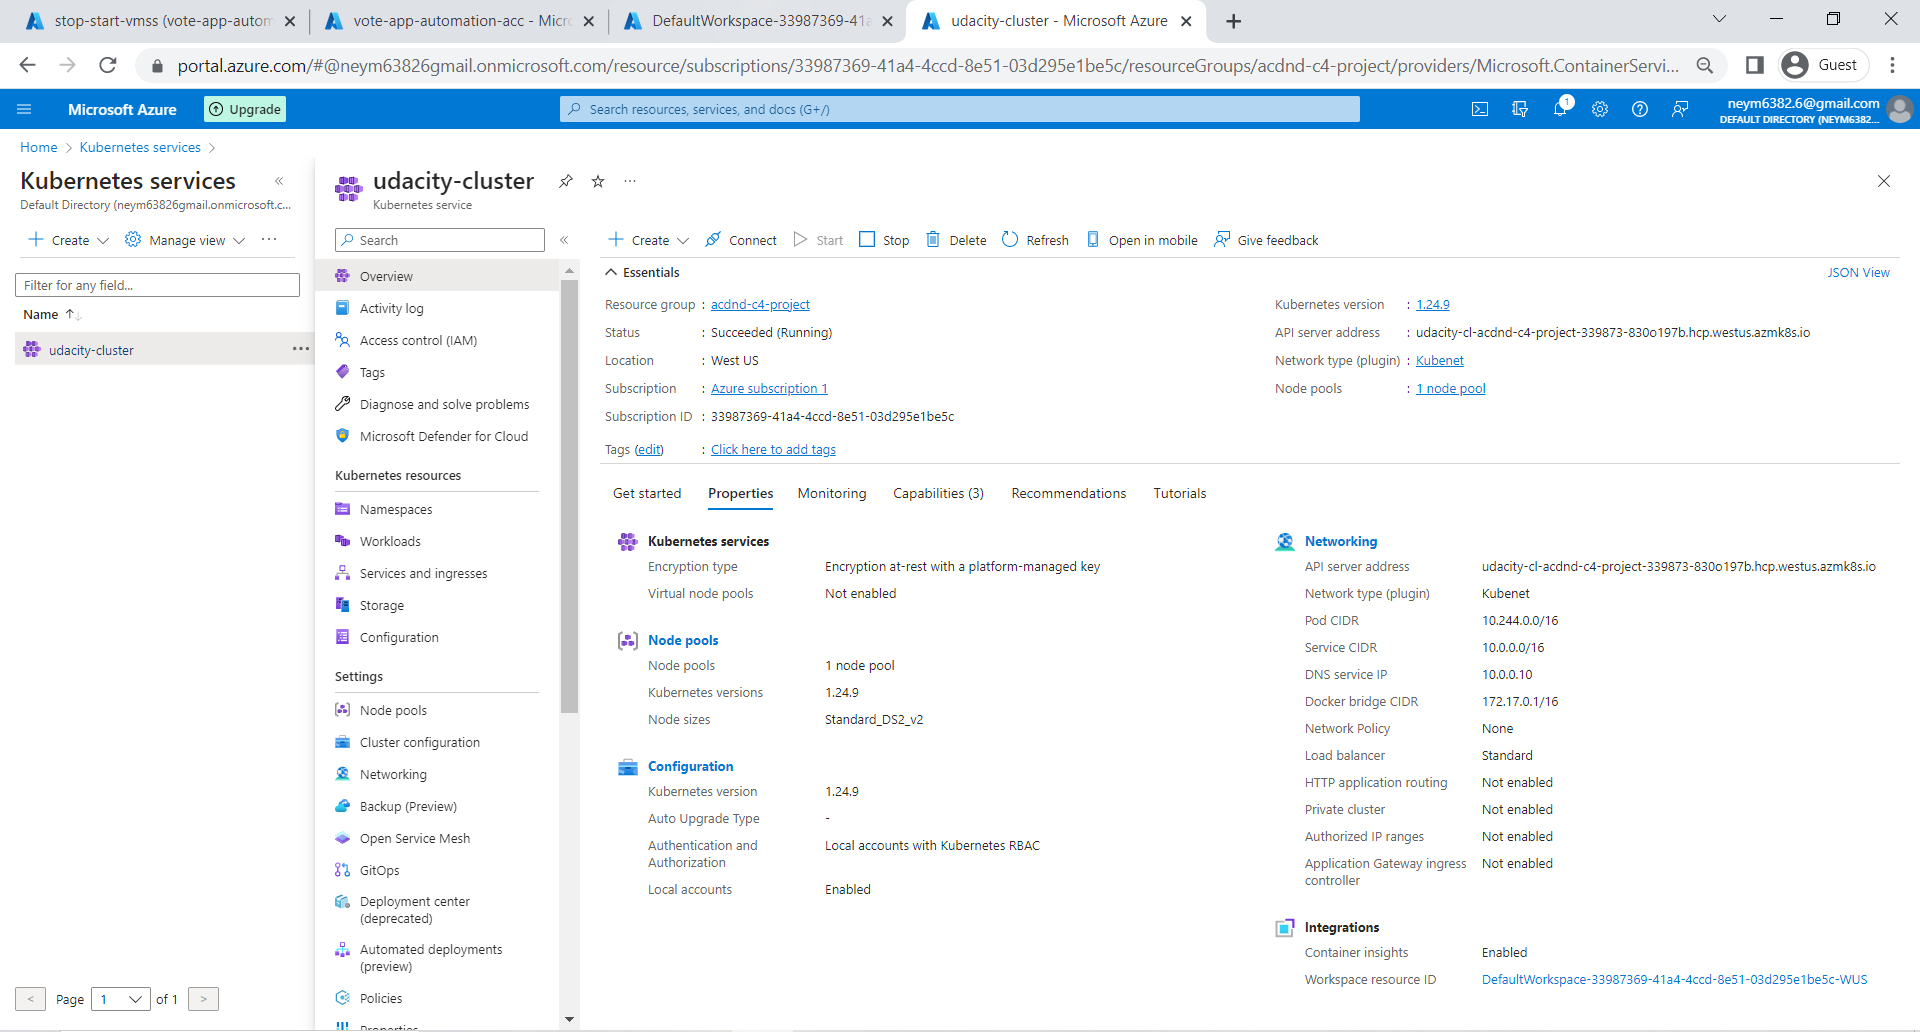 stop-start-vmss (vote-app-autom
vote-app-automation-acc - Micr
DefaultWorkspace-33987369-41a
udacity-cluster - Microsoft Azure
portal.azure.com/#@neym63826gmail.onmicrosoft.com/resource/subscriptions/33987369-41a4-4ccd-8e51-03d295e1be5c/resourceGroups/acdnd-c4-project/providers/Microsoft.ContainerServi...
Guest
Microsoft Azure
Upgrade
Search resources, services, and docs (G+/)
1
neym6382.6@gmail.com
DEFAULT DIRECTORY (NEYM6382...
Home > Kubernetes services >
Kubernetes services
Default Directory (neym63826gmail.onmicrosoft.c...
Create
Manage view
Filter for any field...
Name
udacity-cluster
< Page 1 of 1 >
udacity-cluster
Kubernetes service
Search
Overview
Activity log
Access control (IAM)
Tags
Diagnose and solve problems
Microsoft Defender for Cloud
Kubernetes resources
Namespaces
Workloads
Services and ingresses
Storage
Configuration
Settings
Node pools
Cluster configuration
Networking
Backup (Preview)
Open Service Mesh
GitOps
Deployment center
(deprecated)
Automated deployments
(preview)
Policies
Properties
Create Connect Start Stop Delete Refresh Open in mobile Give feedback
Essentials
JSON View
Resource group : acdnd-c4-project
Status : Succeeded (Running)
Location : West US
Subscription : Azure subscription 1
Subscription ID : 33987369-41a4-4ccd-8e51-03d295e1be5c
Tags (edit) : Click here to add tags
Kubernetes version : 1.24.9
API server address : udacity-cl-acdnd-c4-project-339873-830o197b.hcp.westus.azmk8s.io
Network type (plugin) : Kubenet
Node pools : 1 node pool
Get started Properties Monitoring Capabilities (3) Recommendations Tutorials
Kubernetes services
Encryption type Encryption at-rest with a platform-managed key
Virtual node pools Not enabled
Node pools
Node pools 1 node pool
Kubernetes versions 1.24.9
Node sizes Standard_DS2_v2
Configuration
Kubernetes version 1.24.9
Auto Upgrade Type -
Authentication and Local accounts with Kubernetes RBAC
Authorization
Local accounts Enabled
Networking
API server address udacity-cl-acdnd-c4-project-339873-830o197b.hcp.westus.azmk8s.io
Network type (plugin) Kubenet
Pod CIDR 10.244.0.0/16
Service CIDR 10.0.0.0/16
DNS service IP 10.0.0.10
Docker bridge CIDR 172.17.0.1/16
Network Policy None
Load balancer Standard
HTTP application routing Not enabled
Private cluster Not enabled
Authorized IP ranges Not enabled
Application Gateway ingress Not enabled
controller
Integrations
Container insights Enabled
Workspace resource ID DefaultWorkspace-33987369-41a4-4ccd-8e51-03d295e1be5c-WUS